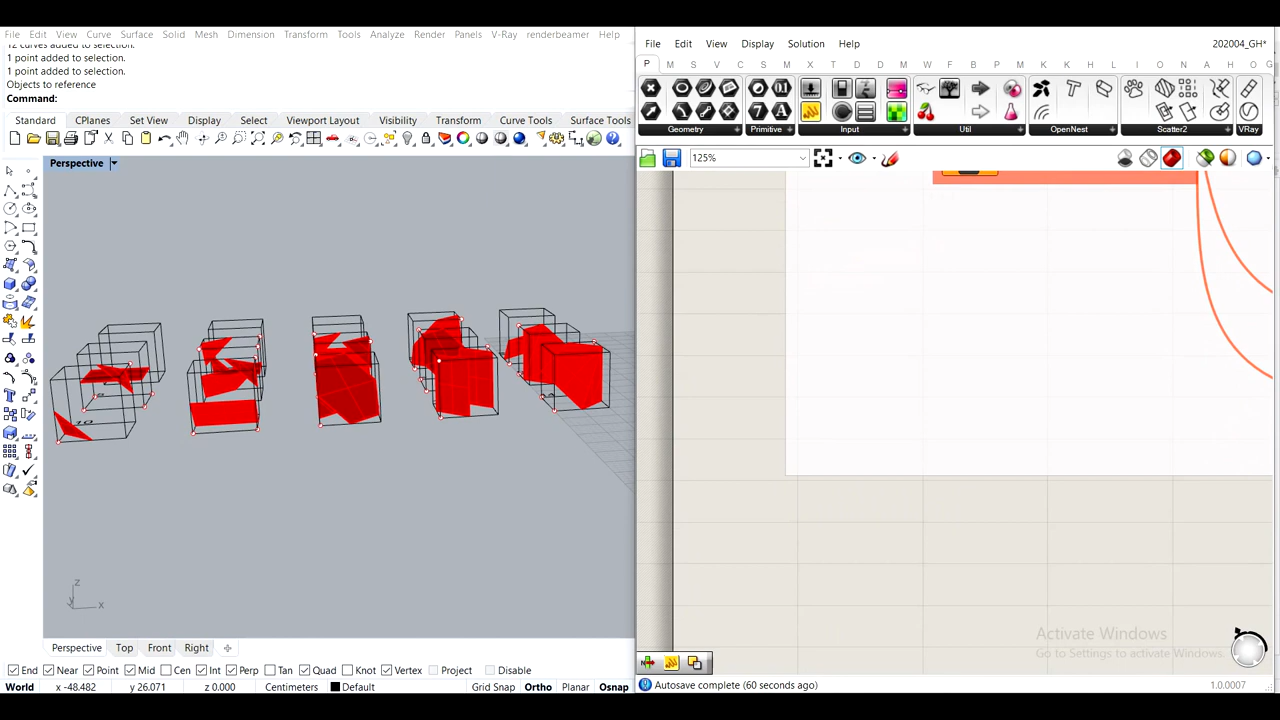 File Edit View Curve Surface Solid Mesh Dimension Transform Tools Analyze Render Panels V-Ray renderbeamer Help
12 curves added to selection.
1 point added to selection.
1 point added to selection.
Objects to reference
Command:
Standard CPlanes Set View Display Select Viewport Layout Visibility Transform Curve Tools Surface Tools
Perspective
z
y
x
Perspective Top Front Right
End Near Point Mid Cen Int Perp Tan Quad Knot Vertex Project Disable
World x -48.482 y 26.071 z 0.000 Centimeters Default Grid Snap Ortho Planar Osnap
File Edit View Display Solution Help 202004_GH*
P M S V C S I M X T D W F B A K O C L I O H N A R O G
Geometry Primitive Input Util OpenNest Scatter2 VRay
125%
Activate Windows
Go to Settings to activate Windows.
Autosave complete (60 seconds ago) 1.0.0007